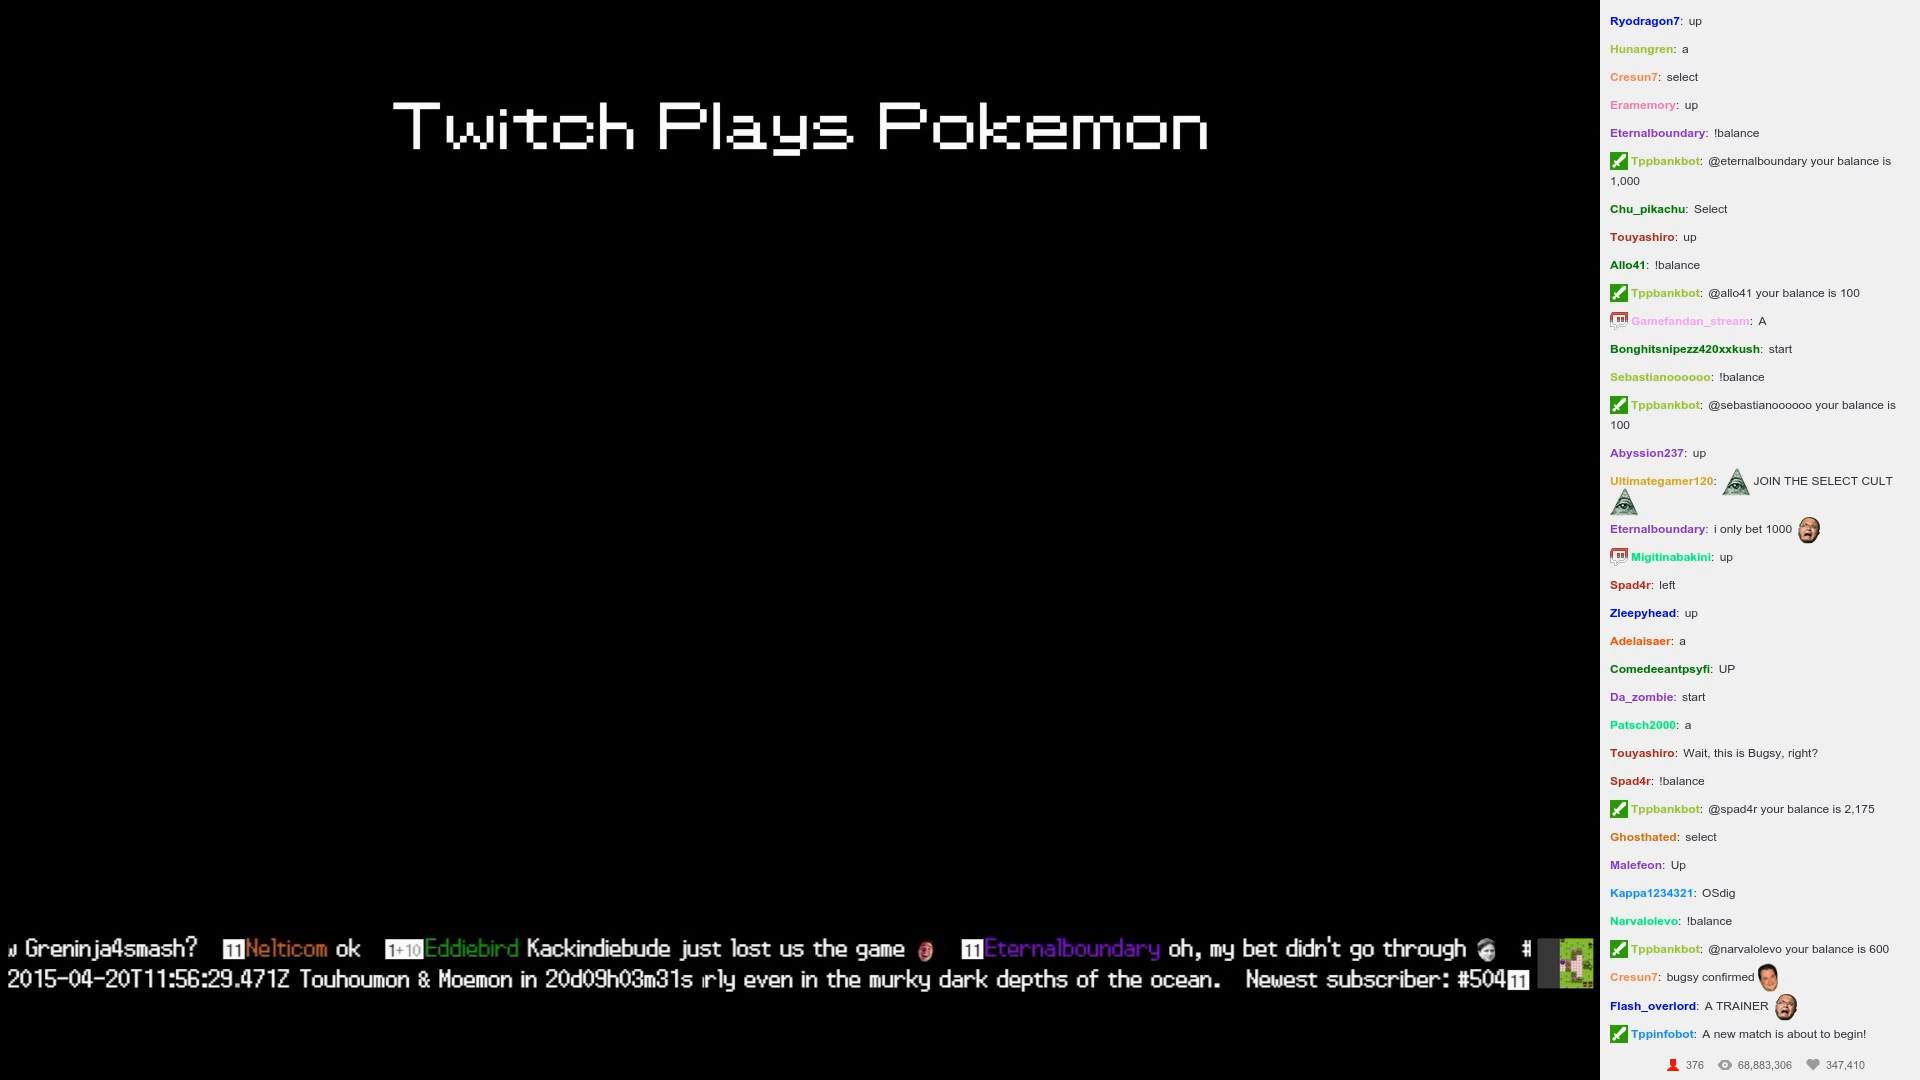 Twitch Plays Pokemon
w Greninja4smash? 11 Nelticom ok 1+10 Eddiebird Kackindiebude just lost us the game 11 Eternalboundary oh, my bet didn't go through #
2015-04-20T11:56:29.471Z Touhoumon & Moemon in 20d09h03m31s rly even in the murky dark depths of the ocean. Newest subscriber: #504 11
Ryodragon7: up
Hunangren: a
Cresun7: select
Eramemory: up
Eternalboundary: !balance
Tppbankbot: @eternalboundary your balance is
1,000
Chu_pikachu: Select
Touyashiro: up
Allo41: !balance
Tppbankbot: @allo41 your balance is 100
Gamefandan_stream: A
Bonghitsnipezz420xxkush: start
Sebastianoooooo: !balance
Tppbankbot: @sebastianoooooo your balance is
100
Abyssion237: up
Ultimategamer120: JOIN THE SELECT CULT
Eternalboundary: i only bet 1000
Migitinabakini: up
Spad4r: left
Zleepyhead: up
Adelaisaer: a
Comedeeantpsyfi: UP
Da_zombie: start
Patsch2000: a
Touyashiro: Wait, this is Bugsy, right?
Spad4r: !balance
Tppbankbot: @spad4r your balance is 2,175
Ghosthated: select
Malefeon: Up
Kappa1234321: OSdig
Narvalolevo: !balance
Tppbankbot: @narvalolevo your balance is 600
Cresun7: bugsy confirmed
Flash_overlord: A TRAINER
Tppinfobot: A new match is about to begin!
376 68,883,306 347,410